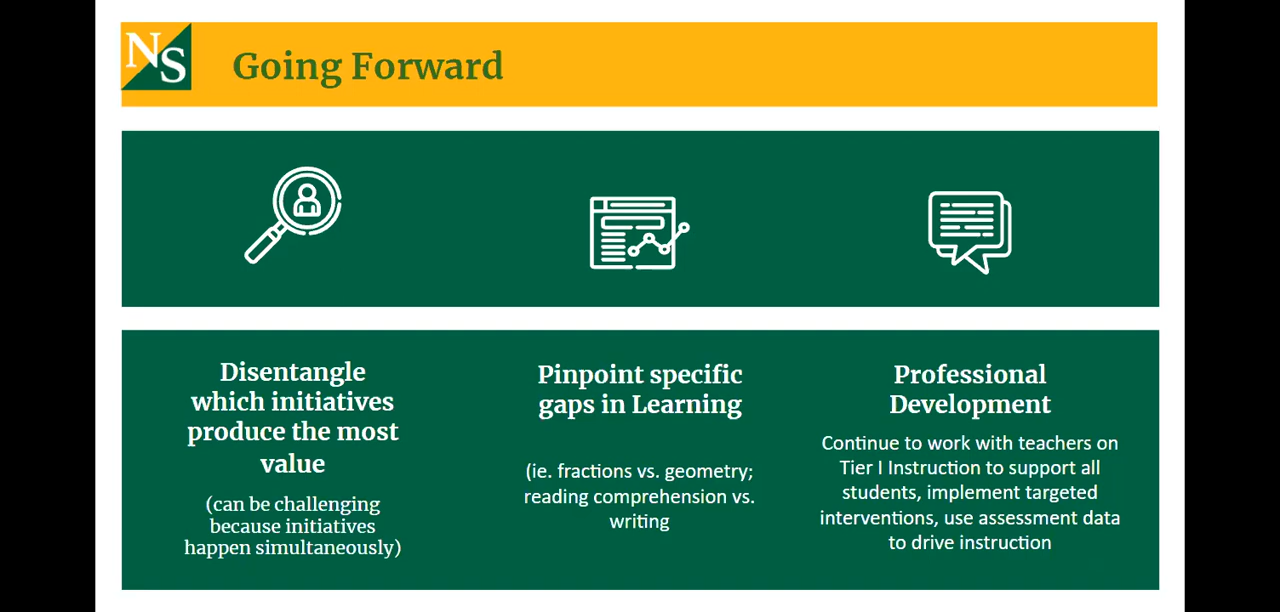 NS
Going Forward
Disentangle
which initiatives
produce the most
value
(can be challenging
because initiatives
happen simultaneously)
Pinpoint specific
gaps in Learning
(ie. fractions vs. geometry;
reading comprehension vs.
writing
Professional
Development
Continue to work with teachers on
Tier I Instruction to support all
students, implement targeted
interventions, use assessment data
to drive instruction